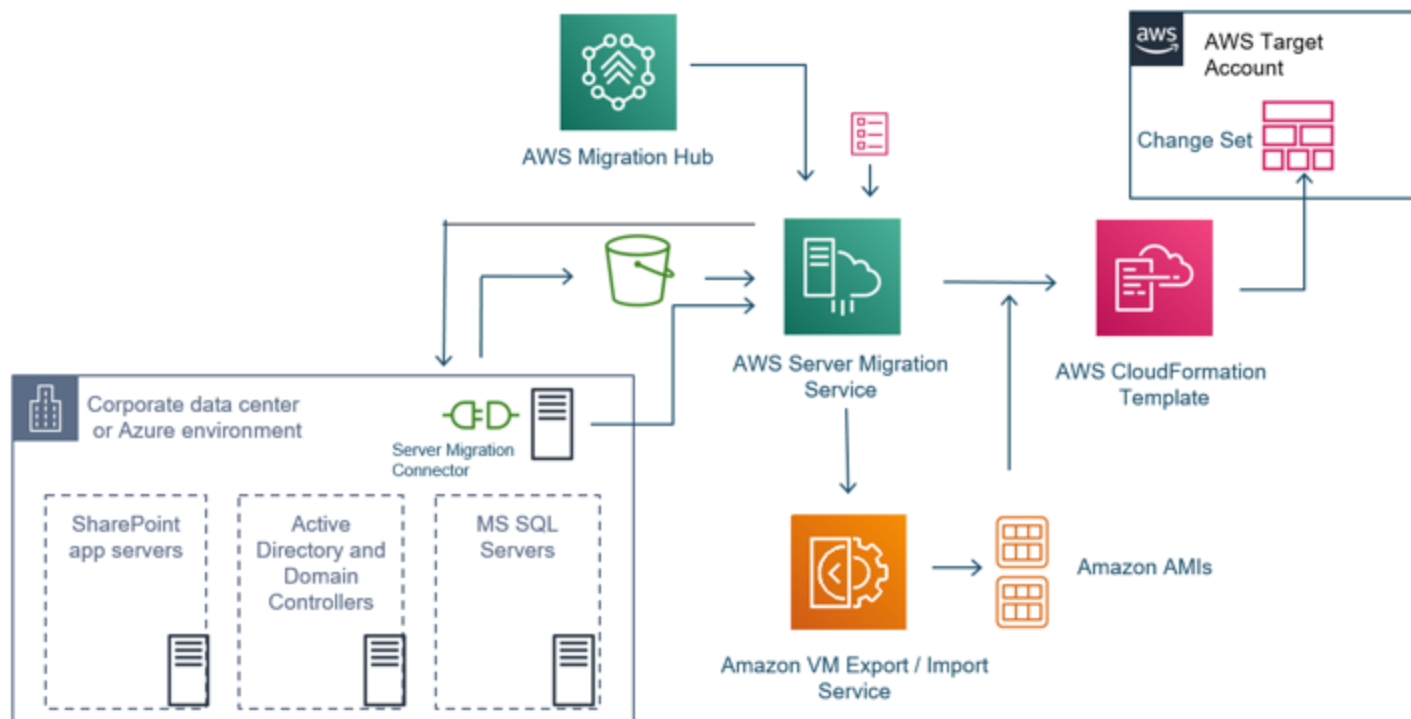 aws
AWS Target
Account
Change Set
AWS Migration Hub
AWS Server Migration
Service
AWS CloudFormation
Template
Corporate data center
or Azure environment
Server Migration
Connector
SharePoint
app servers
Active
Directory and
Domain
Controllers
MS SQL
Servers
Amazon AMIs
Amazon VM Export / Import
Service